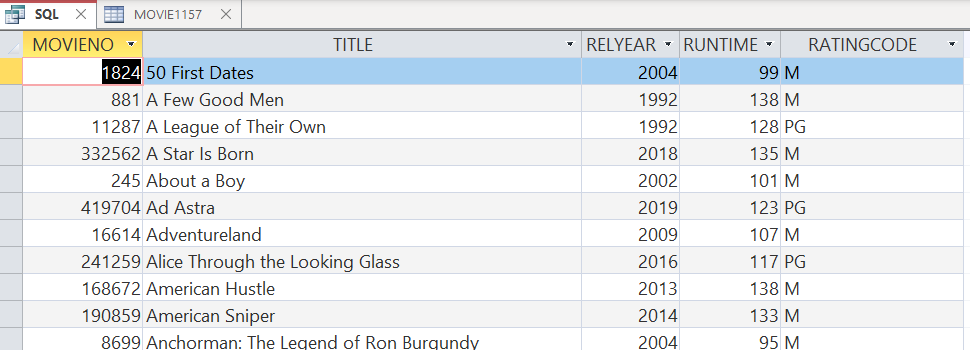 SQL MOVIE1157
MOVIENO TITLE RELYEAR RUNTIME RATINGCODE
1824 50 First Dates 2004 99 M
881 A Few Good Men 1992 138 M
11287 A League of Their Own 1992 128 PG
332562 A Star Is Born 2018 135 M
245 About a Boy 2002 101 M
419704 Ad Astra 2019 123 PG
16614 Adventureland 2009 107 M
241259 Alice Through the Looking Glass 2016 117 PG
168672 American Hustle 2013 138 M
190859 American Sniper 2014 133 M
8699 Anchorman: The Legend of Ron Burgundy 2004 95 M